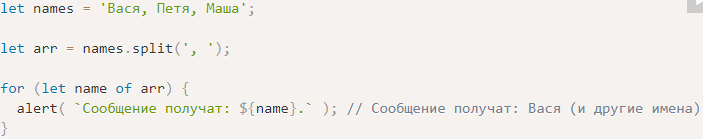 let names = 'Вася, Петя, Маша';
let arr = names.split(', ');
for (let name of arr) {
  alert( `Сообщение получат: ${name}.` ); // Сообщение получат: Вася (и другие имена)
}